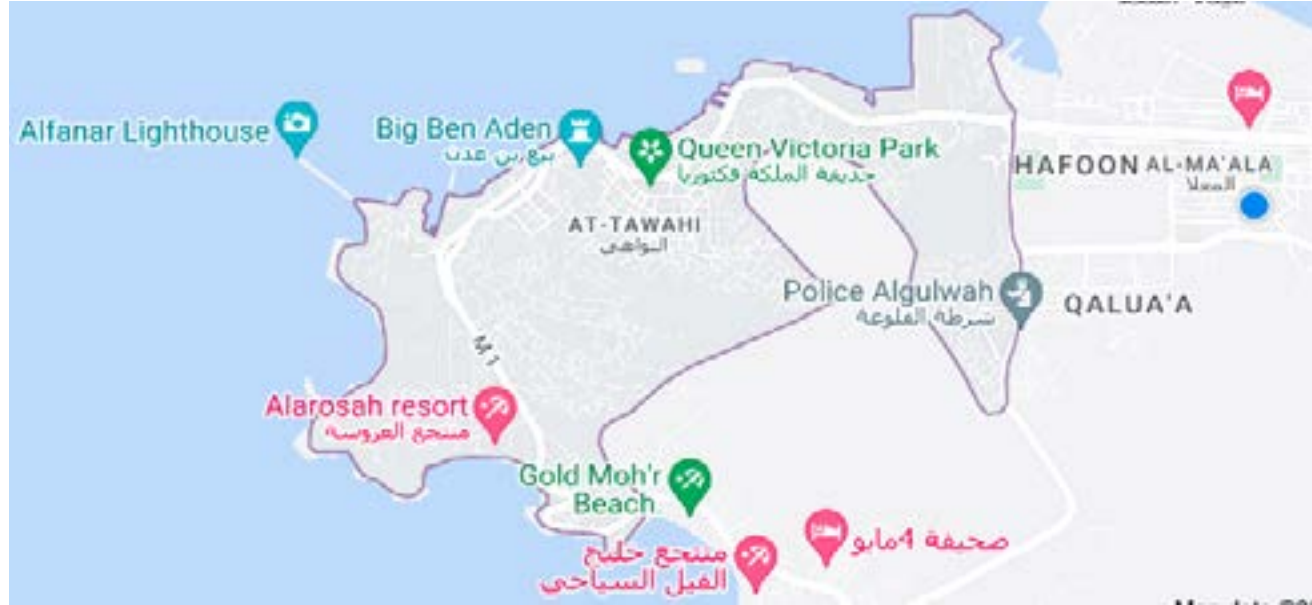 Alfanar Lighthouse
Big Ben Aden
بيج بن عدن
Queen Victoria Park
حديقة الملكة فكتوريا
HAFOON
AL-MA'ALA
المعلا
AT-TAWAHI
التواهي
Police Algulwah
شرطة القلوعة
QALUA'A
M 1
Alarosah resort
منتجع العروسة
Gold Moh'r
Beach
صحيفة 4مايو
منتجع خليج
الفيل السياحي